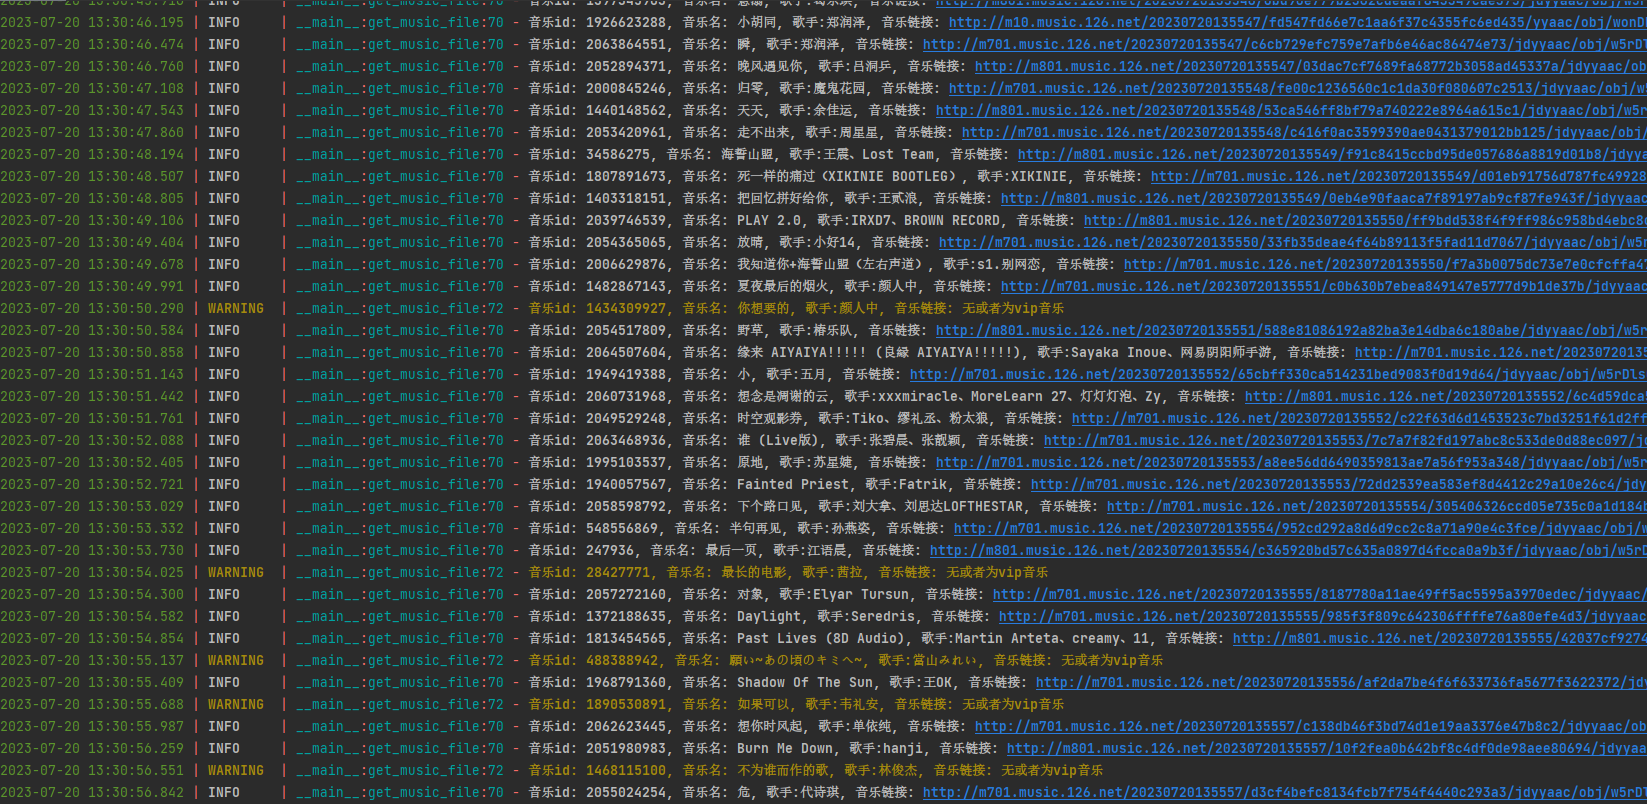 2023-07-20 13:30:46.195 | INFO | __main__:get_music_file:70 - 音乐id: 1926623288, 音乐名: 小胡同, 歌手:郑润泽, 音乐链接: http://m10.music.126.net/20230720135547/fd547fd66e7c1aa6f37c4355fc6ed435/yyaac/obj/wonD
2023-07-20 13:30:46.474 | INFO | __main__:get_music_file:70 - 音乐id: 2063864551, 音乐名: 瞬, 歌手:郑润泽, 音乐链接: http://m701.music.126.net/20230720135547/c6cb729efc759e7afb6e46ac86474e73/jdyyaac/obj/w5rDl
2023-07-20 13:30:46.760 | INFO | __main__:get_music_file:70 - 音乐id: 2052894371, 音乐名: 晚风遇见你, 歌手:吕洞乒, 音乐链接: http://m801.music.126.net/20230720135547/03dac7cf7689fa68772b3058ad45337a/jdyyaac/ob
2023-07-20 13:30:47.108 | INFO | __main__:get_music_file:70 - 音乐id: 2000845246, 音乐名: 归零, 歌手:魔鬼花园, 音乐链接: http://m701.music.126.net/20230720135548/fe00c1236560c1c1da30f080607c2513/jdyyaac/obj/w5
2023-07-20 13:30:47.543 | INFO | __main__:get_music_file:70 - 音乐id: 1440148562, 音乐名: 天天, 歌手:余佳运, 音乐链接: http://m801.music.126.net/20230720135548/53ca546ff8bf79a740222e8964a615c1/jdyyaac/obj/w5r
2023-07-20 13:30:47.860 | INFO | __main__:get_music_file:70 - 音乐id: 2053420961, 音乐名: 走不出来, 歌手:周星星, 音乐链接: http://m701.music.126.net/20230720135548/c416f0ac3599390ae0431379012bb125/jdyyaac/obj/
2023-07-20 13:30:48.194 | INFO | __main__:get_music_file:70 - 音乐id: 34586275, 音乐名: 海誓山盟, 歌手:王震、Lost Team, 音乐链接: http://m801.music.126.net/20230720135549/f91c8415ccbd95de057686a8819d01b8/jdyya
2023-07-20 13:30:48.507 | INFO | __main__:get_music_file:70 - 音乐id: 1807891673, 音乐名: 死一样的痛过（XIKINIE BOOTLEG）, 歌手:XIKINIE, 音乐链接: http://m701.music.126.net/20230720135549/d01eb91756d787fc49928
2023-07-20 13:30:48.805 | INFO | __main__:get_music_file:70 - 音乐id: 1403318151, 音乐名: 把回忆拼好给你, 歌手:王贰浪, 音乐链接: http://m801.music.126.net/20230720135549/0eb4e90faaca7f89197ab9cf87fe943f/jdyyaac/
2023-07-20 13:30:49.106 | INFO | __main__:get_music_file:70 - 音乐id: 2039746539, 音乐名: PLAY 2.0, 歌手:IRXD7、BROWN RECORD, 音乐链接: http://m801.music.126.net/20230720135550/ff9bdd538f4f9ff986c958bd4ebc8
2023-07-20 13:30:49.404 | INFO | __main__:get_music_file:70 - 音乐id: 2054365065, 音乐名: 放晴, 歌手:小好14, 音乐链接: http://m701.music.126.net/20230720135550/33fb35deae4f64b89113f5fad11d7067/jdyyaac/obj/w5r
2023-07-20 13:30:49.678 | INFO | __main__:get_music_file:70 - 音乐id: 2006629876, 音乐名: 我知道你+海誓山盟（左右声道）, 歌手:s1.别网恋, 音乐链接: http://m701.music.126.net/20230720135550/f7a3b0075dc73e7e0cfcffa47
2023-07-20 13:30:49.991 | INFO | __main__:get_music_file:70 - 音乐id: 1482867143, 音乐名: 夏夜最后的烟火, 歌手:颜人中, 音乐链接: http://m701.music.126.net/20230720135551/c0b630b7ebea849147e5777d9b1de37b/jdyyaac
2023-07-20 13:30:50.290 | WARNING | __main__:get_music_file:72 - 音乐id: 1434309927, 音乐名: 你想要的, 歌手:颜人中, 音乐链接: 无或者为vip音乐
2023-07-20 13:30:50.584 | INFO | __main__:get_music_file:70 - 音乐id: 2054517809, 音乐名: 野草, 歌手:椿乐队, 音乐链接: http://m801.music.126.net/20230720135551/588e81086192a82ba3e14dba6c180abe/jdyyaac/obj/w5r
2023-07-20 13:30:50.858 | INFO | __main__:get_music_file:70 - 音乐id: 2064507604, 音乐名: 缘来 AIYAIYA!!!!! (良縁 AIYAIYA!!!!!), 歌手:Sayaka Inoue、网易阴阳师手游, 音乐链接: http://m701.music.126.net/20230720135
2023-07-20 13:30:51.143 | INFO | __main__:get_music_file:70 - 音乐id: 1949419388, 音乐名: 小, 歌手:五月, 音乐链接: http://m701.music.126.net/20230720135552/65cbff330ca514231bed9083f0d19d64/jdyyaac/obj/w5rDls
2023-07-20 13:30:51.442 | INFO | __main__:get_music_file:70 - 音乐id: 2060731968, 音乐名: 想念是凋谢的云, 歌手:xxxmiracle、MoreLearn 27、灯灯灯泡、Zy, 音乐链接: http://m801.music.126.net/20230720135552/6c4d59dca
2023-07-20 13:30:51.761 | INFO | __main__:get_music_file:70 - 音乐id: 2049529248, 音乐名: 时空观影券, 歌手:Tiko、缪礼丞、粉太狼, 音乐链接: http://m701.music.126.net/20230720135552/c22f63d6d1453523c7bd3251f61d2ff
2023-07-20 13:30:52.088 | INFO | __main__:get_music_file:70 - 音乐id: 2063468936, 音乐名: 谁 (Live版), 歌手:张碧晨、张靓颖, 音乐链接: http://m701.music.126.net/20230720135553/7c7a7f82fd197abc8c533de0d88ec097/jd
2023-07-20 13:30:52.405 | INFO | __main__:get_music_file:70 - 音乐id: 1995103537, 音乐名: 原地, 歌手:苏星婕, 音乐链接: http://m701.music.126.net/20230720135553/a8ee56dd6490359813ae7a56f953a348/jdyyaac/obj/w5r
2023-07-20 13:30:52.721 | INFO | __main__:get_music_file:70 - 音乐id: 1940057567, 音乐名: Fainted Priest, 歌手:Fatrik, 音乐链接: http://m701.music.126.net/20230720135553/72dd2539ea583ef8d4412c29a10e26c4/jdy
2023-07-20 13:30:53.029 | INFO | __main__:get_music_file:70 - 音乐id: 2058598792, 音乐名: 下个路口见, 歌手:刘大拿、刘思达LOFTHESTAR, 音乐链接: http://m701.music.126.net/20230720135554/305406326ccd05e735c0a1d184b
2023-07-20 13:30:53.332 | INFO | __main__:get_music_file:70 - 音乐id: 548556869, 音乐名: 半句再见, 歌手:孙燕姿, 音乐链接: http://m701.music.126.net/20230720135554/952cd292a8d6d9cc2c8a71a90e4c3fce/jdyyaac/obj/
2023-07-20 13:30:53.730 | INFO | __main__:get_music_file:70 - 音乐id: 247936, 音乐名: 最后一页, 歌手:江语晨, 音乐链接: http://m801.music.126.net/20230720135554/c365920bd57c635a0897d4fcca0a9b3f/jdyyaac/obj/w5rD
2023-07-20 13:30:54.025 | WARNING | __main__:get_music_file:72 - 音乐id: 28427771, 音乐名: 最长的电影, 歌手:茜拉, 音乐链接: 无或者为vip音乐
2023-07-20 13:30:54.300 | INFO | __main__:get_music_file:70 - 音乐id: 2057272160, 音乐名: 对象, 歌手:Elyar Tursun, 音乐链接: http://m701.music.126.net/20230720135555/8187780a11ae49ff5ac5595a3970edec/jdyyaac/
2023-07-20 13:30:54.582 | INFO | __main__:get_music_file:70 - 音乐id: 1372188635, 音乐名: Daylight, 歌手:Seredris, 音乐链接: http://m701.music.126.net/20230720135555/985f3f809c642306ffffe76a80efe4d3/jdyyaac
2023-07-20 13:30:54.854 | INFO | __main__:get_music_file:70 - 音乐id: 1813454565, 音乐名: Past Lives (8D Audio), 歌手:Martin Arteta、creamy、11, 音乐链接: http://m801.music.126.net/20230720135555/42037cf9274
2023-07-20 13:30:55.137 | WARNING | __main__:get_music_file:72 - 音乐id: 488388942, 音乐名: 願い~あの頃のキミへ~, 歌手:當山みれい, 音乐链接: 无或者为vip音乐
2023-07-20 13:30:55.409 | INFO | __main__:get_music_file:70 - 音乐id: 1968791360, 音乐名: Shadow Of The Sun, 歌手:王OK, 音乐链接: http://m701.music.126.net/20230720135556/af2da7be4f6f633736fa5677f3622372/jdy
2023-07-20 13:30:55.688 | WARNING | __main__:get_music_file:72 - 音乐id: 1890530891, 音乐名: 如果可以, 歌手:韦礼安, 音乐链接: 无或者为vip音乐
2023-07-20 13:30:55.987 | INFO | __main__:get_music_file:70 - 音乐id: 2062623445, 音乐名: 想你时风起, 歌手:单依纯, 音乐链接: http://m701.music.126.net/20230720135557/c138db46f3bd74d1e19aa3376e47b8c2/jdyyaac/ob
2023-07-20 13:30:56.259 | INFO | __main__:get_music_file:70 - 音乐id: 2051980983, 音乐名: Burn Me Down, 歌手:hanji, 音乐链接: http://m801.music.126.net/20230720135557/10f2fea0b642bf8c4df0de98aee80694/jdyyaa
2023-07-20 13:30:56.551 | WARNING | __main__:get_music_file:72 - 音乐id: 1468115100, 音乐名: 不为谁而作的歌, 歌手:林俊杰, 音乐链接: 无或者为vip音乐
2023-07-20 13:30:56.842 | INFO | __main__:get_music_file:70 - 音乐id: 2055024254, 音乐名: 危, 歌手:代诗琪, 音乐链接: http://m701.music.126.net/20230720135557/d3cf4befc8134fcb7f754f4440c293a3/jdyyaac/obj/w5rD